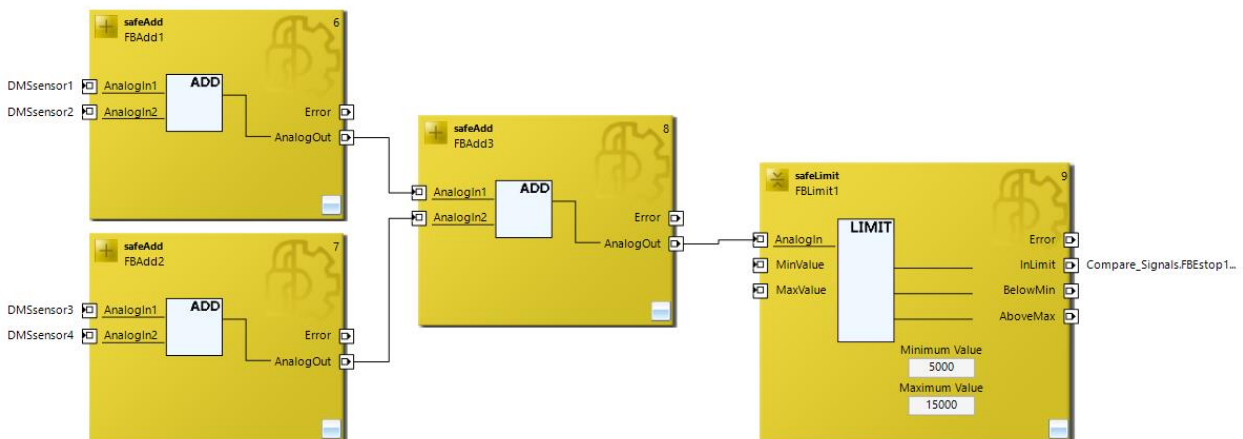 safeAdd
FBAdd1
6
DMSsensor1
AnalogIn1
ADD
DMSsensor2
AnalogIn2
Error
AnalogOut
safeAdd
FBAdd2
7
DMSsensor3
AnalogIn1
ADD
DMSsensor4
AnalogIn2
Error
AnalogOut
safeAdd
FBAdd3
8
AnalogIn1
ADD
AnalogIn2
Error
AnalogOut
safeLimit
FBLimit1
9
AnalogIn
LIMIT
MinValue
MaxValue
Error
InLimit
Compare_Signals.FBEstop1...
BelowMin
AboveMax
Minimum Value
5000
Maximum Value
15000